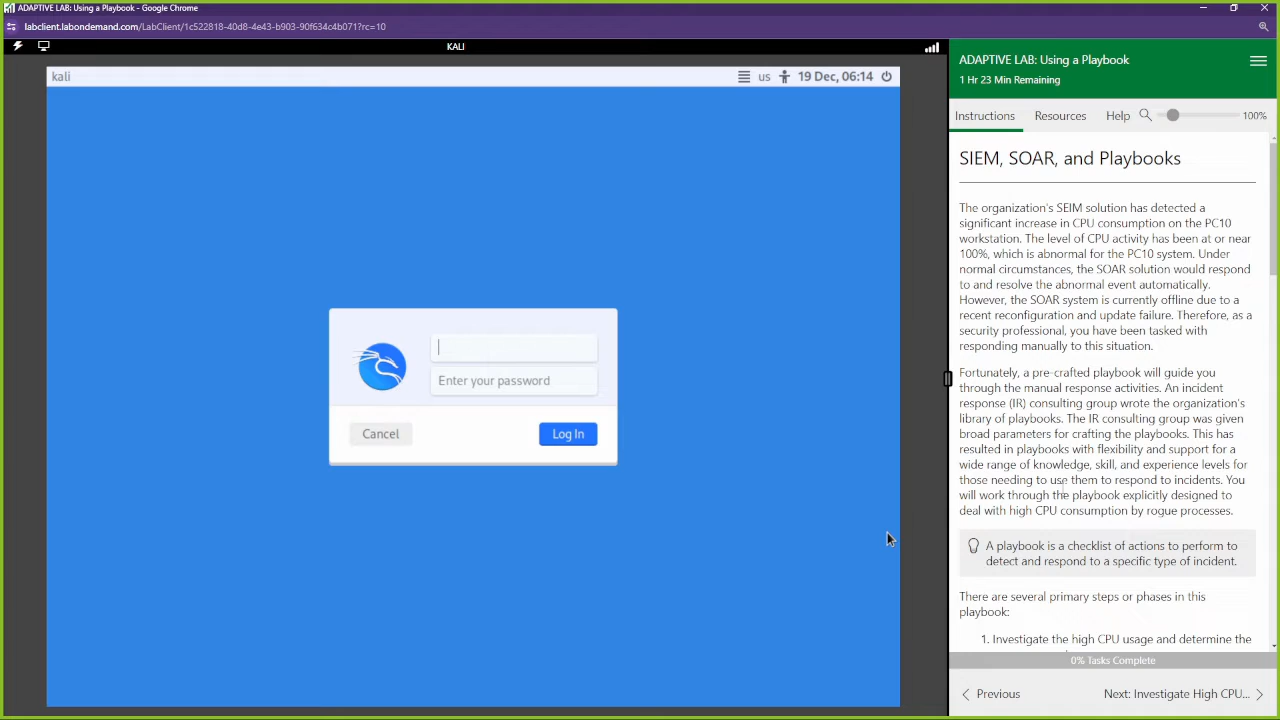 ADAPTIVE LAB: Using a Playbook - Google Chrome
labclient.labondemand.com/LabClient/1c522818-40d8-4e43-b903-90f634c4b071?rc=10
KALI
kali
us
19 Dec, 06:14
Enter your password
Cancel
Log In
ADAPTIVE LAB: Using a Playbook
1 Hr 23 Min Remaining
Instructions
Resources
Help
100%
SIEM, SOAR, and Playbooks
The organization's SEIM solution has detected a
significant increase in CPU consumption on the PC10
workstation. The level of CPU activity has been at or near
100%, which is abnormal for the PC10 system. Under
normal circumstances, the SOAR solution would respond
to and resolve the abnormal event automatically.
However, the SOAR system is currently offline due to a
recent reconfiguration and update failure. Therefore, as a
security professional, you have been tasked with
responding manually to this situation.
Fortunately, a pre-crafted playbook will guide you
through the manual response activities. An incident
response (IR) consulting group wrote the organization's
library of playbooks. The IR consulting group was given
broad parameters for crafting the playbooks. This has
resulted in playbooks with flexibility and support for a
wide range of knowledge, skill, and experience levels for
those needing to use them to respond to incidents. You
will work through the playbook explicitly designed to
deal with high CPU consumption by rogue processes.
A playbook is a checklist of actions to perform to
detect and respond to a specific type of incident.
There are several primary steps or phases in this
playbook:
1. Investigate the high CPU usage and determine the
0% Tasks Complete
Previous
Next: Investigate High CPU...